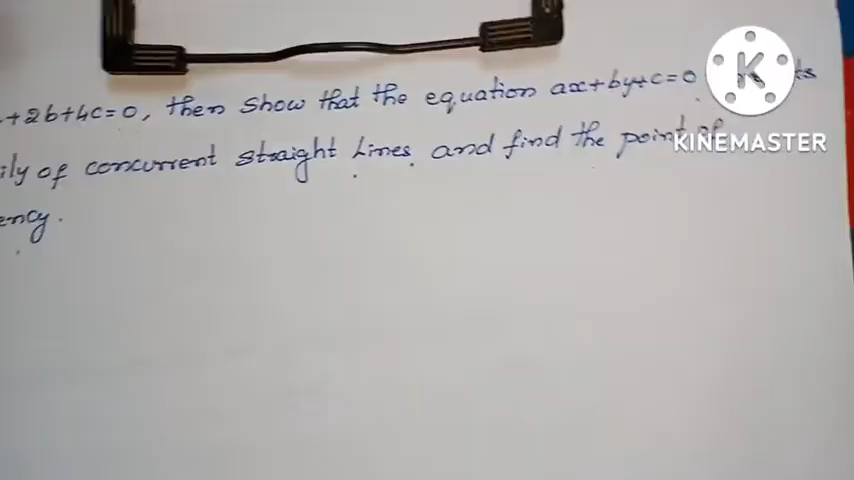 +2b+4c=0, then show that the equation ax+by+c=0 ts
ily of concurrent straight Lines and find the point of
ency.
KINEMASTER